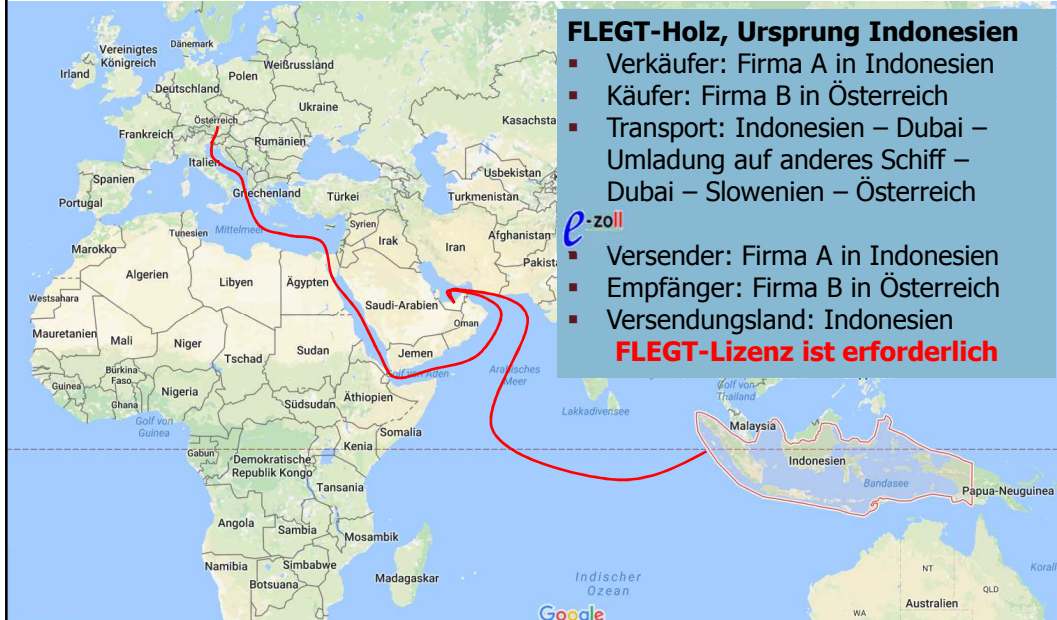 FLEGT-Holz, Ursprung Indonesien
▪ Verkäufer: Firma A in Indonesien
▪ Käufer: Firma B in Österreich
▪ Transport: Indonesien – Dubai –
Umladung auf anderes Schiff –
Dubai – Slowenien – Österreich
e-zoll
▪ Versender: Firma A in Indonesien
▪ Empfänger: Firma B in Österreich
▪ Versendungsland: Indonesien
FLEGT-Lizenz ist erforderlich
Vereinigtes
Königreich
Dänemark
Irland
Polen
Weißrussland
Deutschland
Ukraine
Österreich
Kasachsta
Frankreich
Rumänien
Italien
Usbekistan
Spanien
Griechenland
Türkei
Turkmenistan
Portugal
Syrien
Afghanistan
Tunesien
Mittelmeer
Irak
Iran
Marokko
Pakist
Algerien
Libyen
Ägypten
Westsahara
Saudi-Arabien
Oman
Mauretanien
Mali
Niger
Tschad
Sudan
Jemen
Golf von Aden
Arabisches
Meer
Burkina
Faso
Guinea
Nigeria
Ghana
Südsudan
Äthiopien
Lakkadivensee
Golf von
Thailand
Golf von
Guinea
Somalia
Malaysia
Gabun
Kenia
Demokratische
Republik Kongo
Indonesien
Tansania
Bandasee
Papua-Neuguinea
Angola
Sambia
Mosambik
Namibia
Simbabwe
Madagaskar
Botsuana
Indischer
Ozean
NT
QLD
Korall
Australien
WA
Google